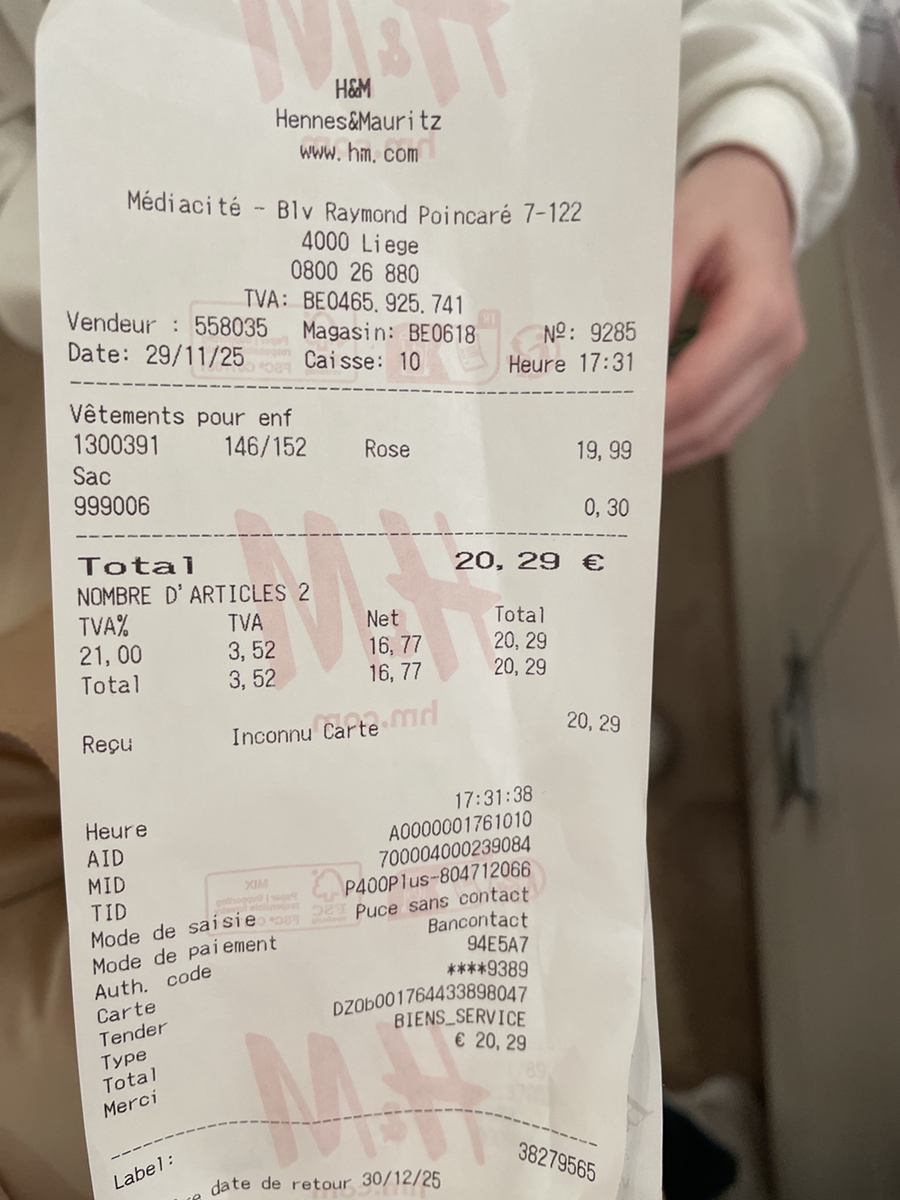 H&M
Hennes&Mauritz
www.hm.com
Médiacité - Blv Raymond Poincaré 7-122
4000 Liege
0800 26 880
TVA: BE0465.925.741
Vendeur : 558035 Magasin: BE0618 Nº: 9285
Date: 29/11/25 Caisse: 10 Heure 17:31
Vêtements pour enf
1300391 146/152 Rose 19,99
Sac
999006 0,30
Total 20,29 €
NOMBRE D'ARTICLES 2
TVA% TVA Net Total
21,00 3,52 16,77 20,29
Total 3,52 16,77 20,29
Reçu Inconnu Carte 20,29
Heure 17:31:38
AID A0000001761010
MID 700004000239084
TID P400Plus-804712066
Mode de saisie Puce sans contact
Mode de paiement Bancontact
Auth. code 94E5A7
Carte ****9389
Tender DZ0b001764433898047
Type BIENS_SERVICE
Total € 20,29
Merci
Label: 38279565
date de retour 30/12/25